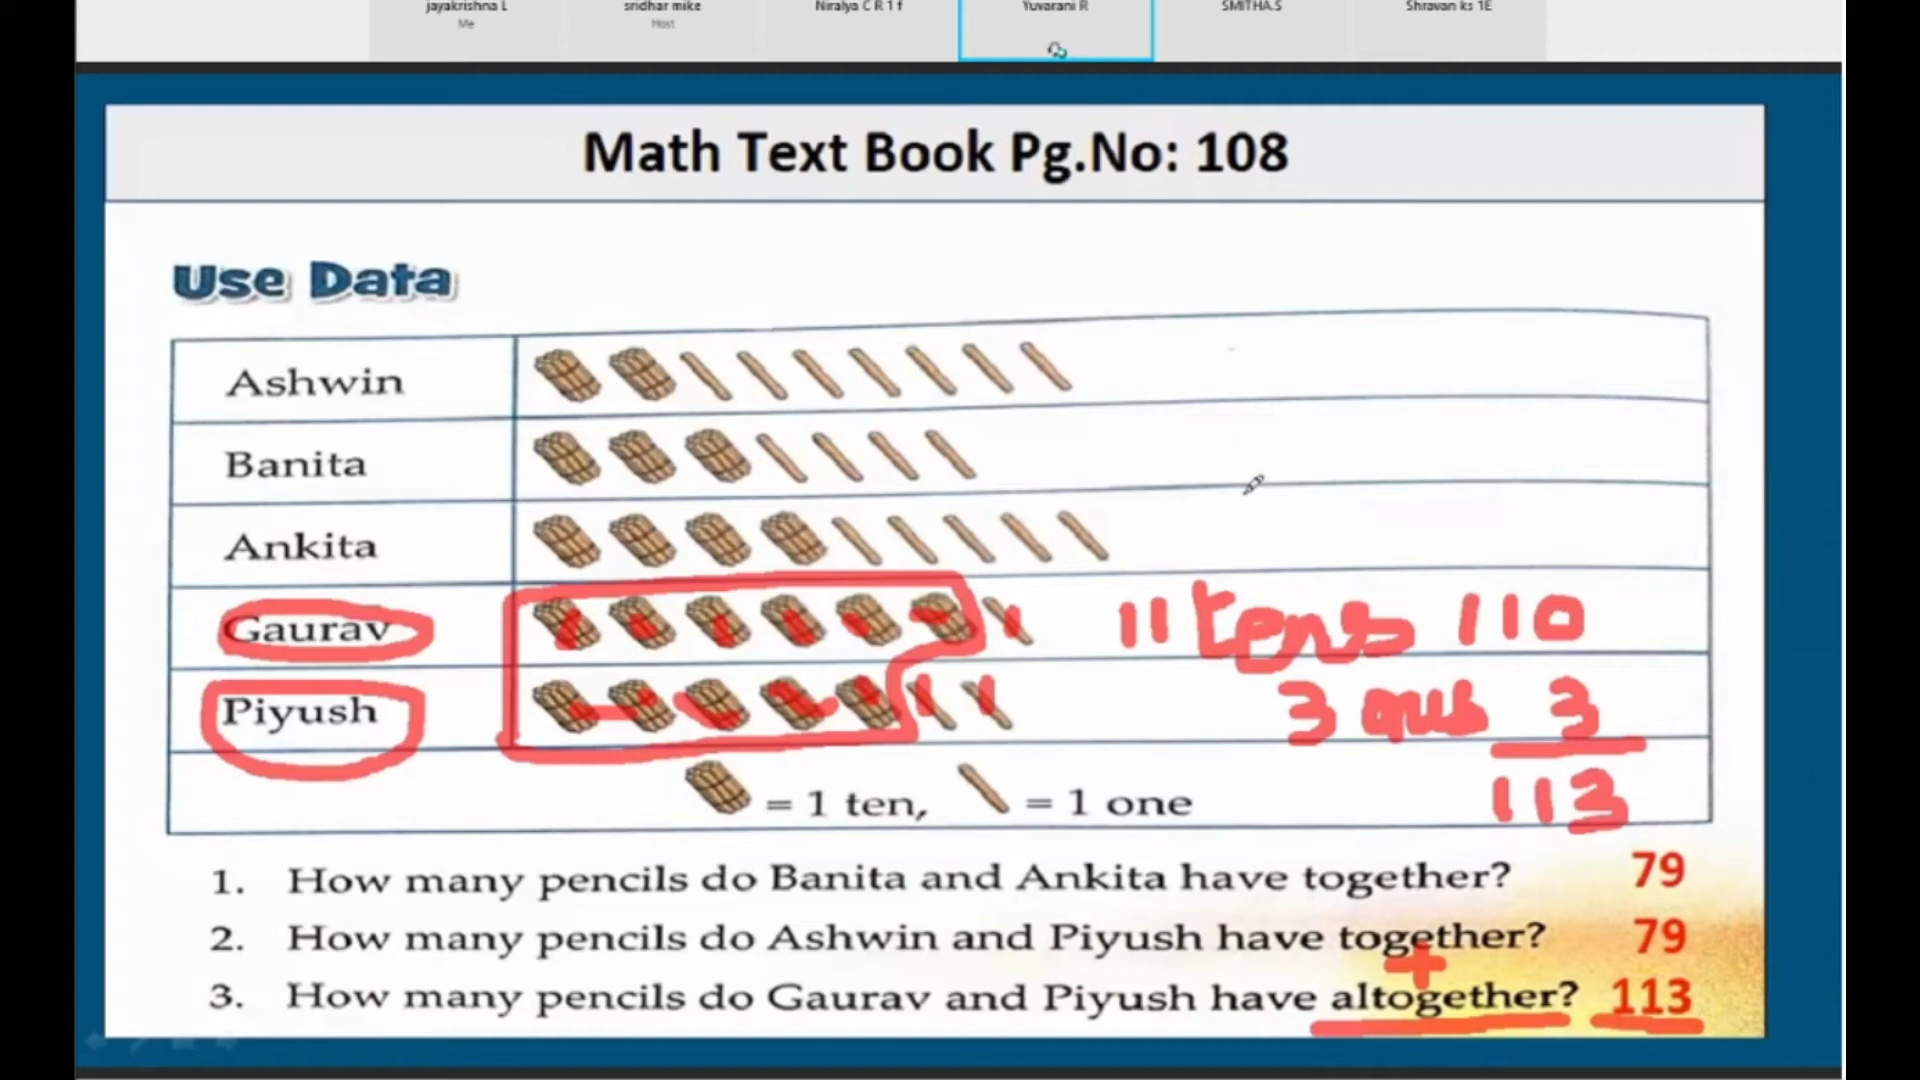 jayakrishna L
Me
sridhar mike
Host
Niralya C R 1 f
Yuvarani R
SMITHA.S
Shravan ks 1E
Math Text Book Pg.No: 108
Use Data
Ashwin
Banita
Ankita
Gaurav 11 tens 110
Piyush 3 ones 3
= 1 ten, = 1 one 113
1. How many pencils do Banita and Ankita have together? 79
2. How many pencils do Ashwin and Piyush have together? 79
+
3. How many pencils do Gaurav and Piyush have altogether? 113